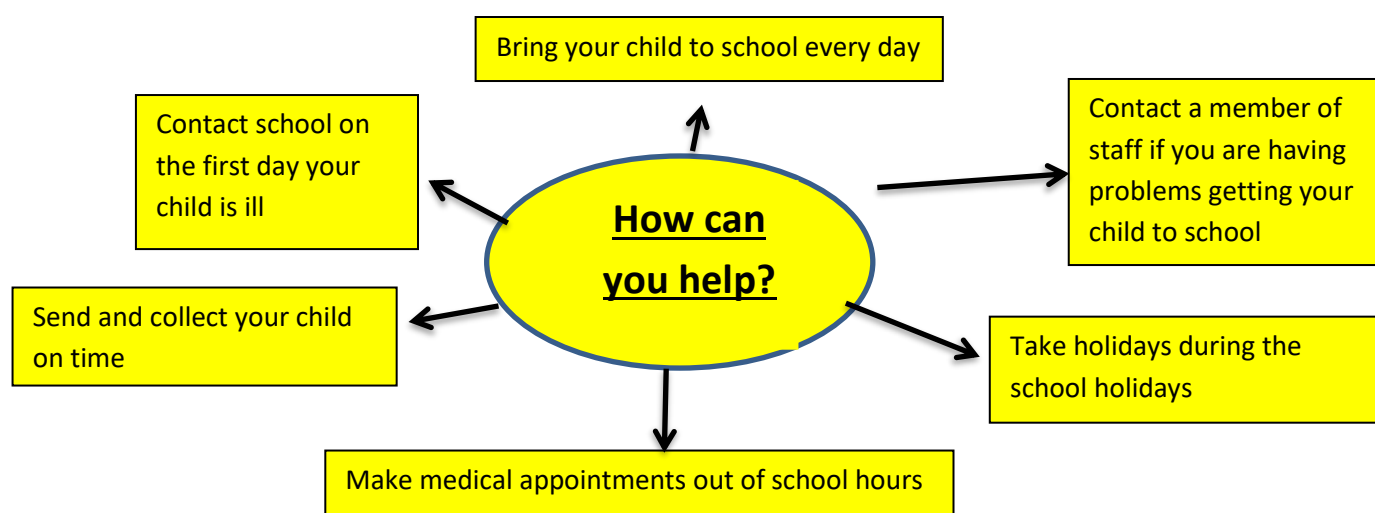 Bring your child to school every day
Contact school on
the first day your
child is ill
Contact a member of
staff if you are having
problems getting your
child to school
How can
you help?
Send and collect your child
on time
Take holidays during the
school holidays
Make medical appointments out of school hours